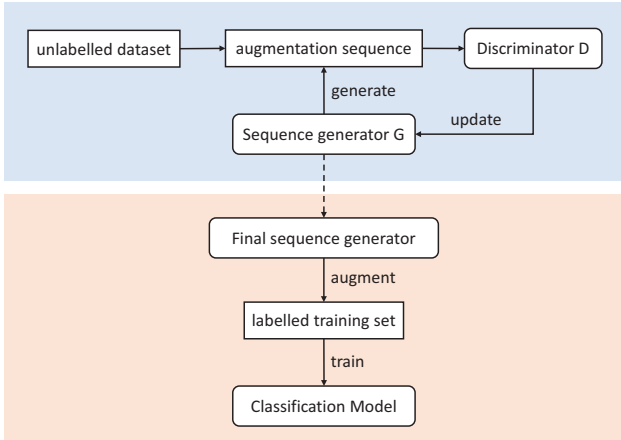 unlabelled dataset
augmentation sequence
Discriminator D
generate
update
Sequence generator G
Final sequence generator
augment
labelled training set
train
Classification Model